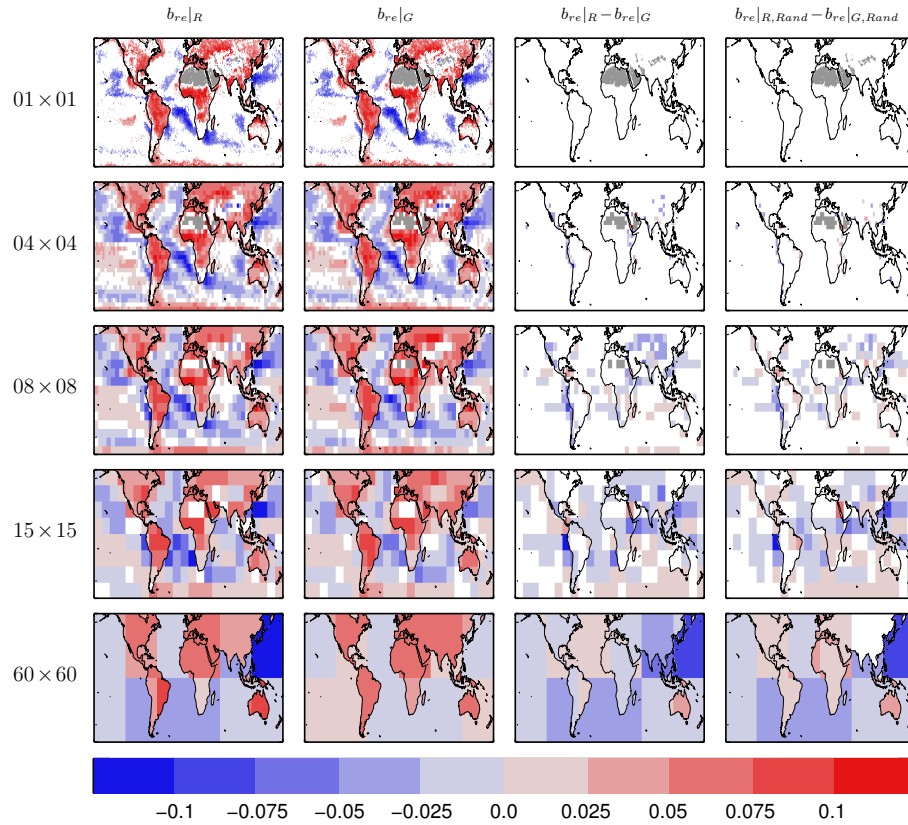 b_{re}|_R b_{re}|_G b_{re}|_R − b_{re}|_G b_{re}|_{R,Rand} − b_{re}|_{G,Rand}
01 × 01
04 × 04
08 × 08
15 × 15
60 × 60
−0.1 −0.075 −0.05 −0.025 0.0 0.025 0.05 0.075 0.1